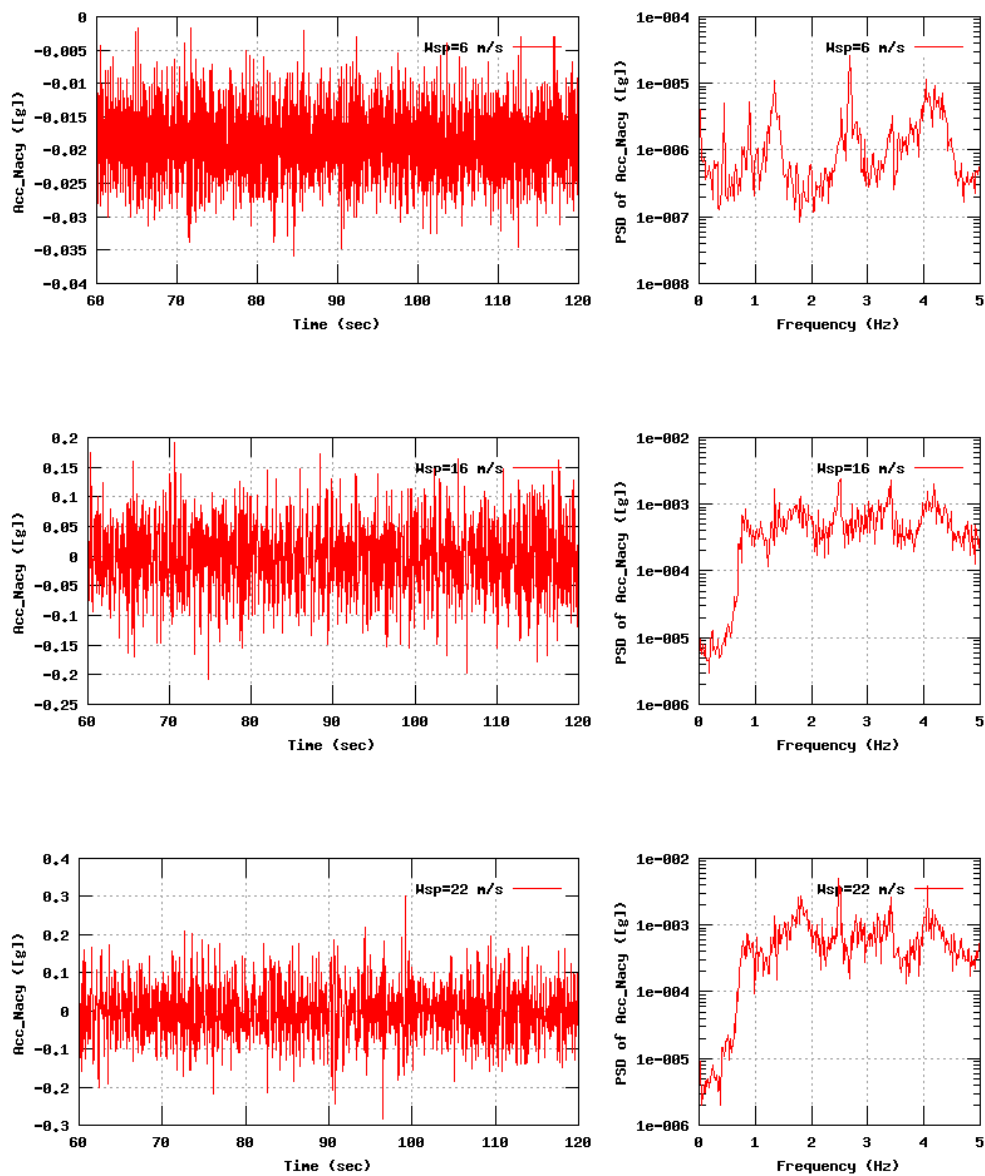 0
-0.005
-0.01
-0.015
-0.02
-0.025
-0.03
-0.035
-0.04
Acc_Nacy ([g]
Wsp=6 m/s
60 70 80 90 100 110 120
Time (sec)
1e-004
1e-005
1e-006
1e-007
1e-008
PSD of Acc_Nacy ([g]
Wsp=6 m/s
0 1 2 3 4 5
Frequency (Hz)
0.2
0.15
0.1
0.05
0
-0.05
-0.1
-0.15
-0.2
-0.25
Acc_Nacy ([g]
Wsp=16 m/s
60 70 80 90 100 110 120
Time (sec)
1e-002
1e-003
1e-004
1e-005
1e-006
PSD of Acc_Nacy ([g]
Wsp=16 m/s
0 1 2 3 4 5
Frequency (Hz)
0.4
0.3
0.2
0.1
0
-0.1
-0.2
-0.3
Acc_Nacy ([g]
Wsp=22 m/s
60 70 80 90 100 110 120
Time (sec)
1e-002
1e-003
1e-004
1e-005
1e-006
PSD of Acc_Nacy ([g]
Wsp=22 m/s
0 1 2 3 4 5
Frequency (Hz)